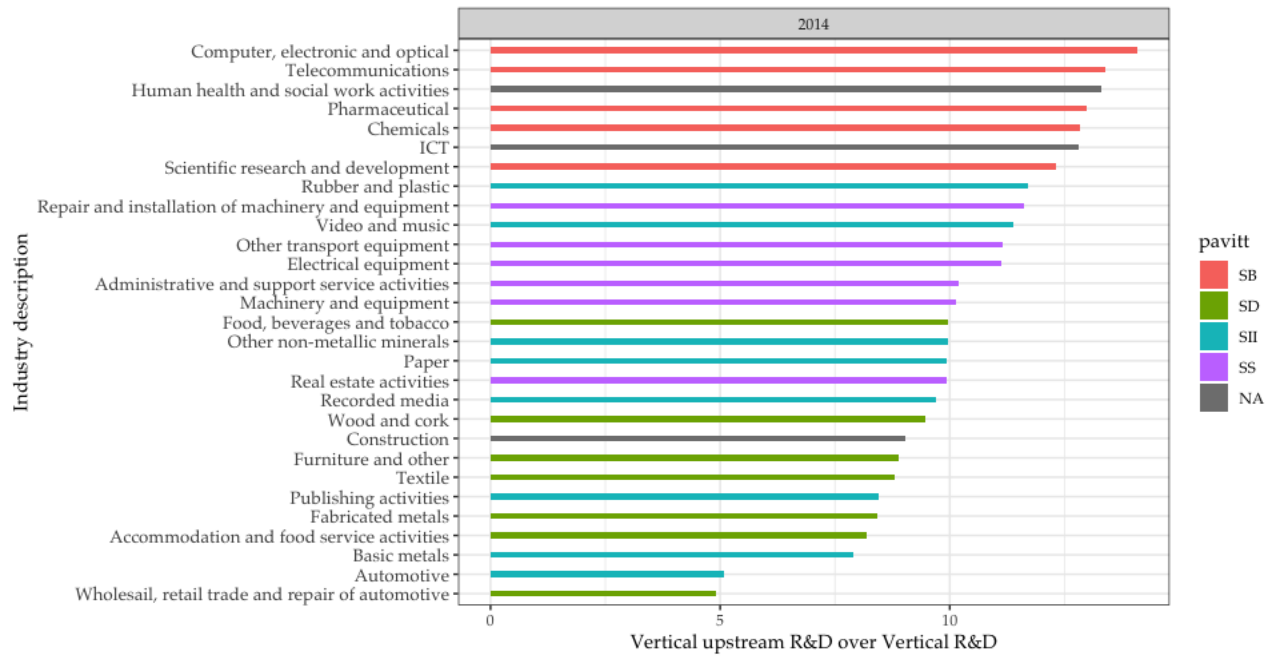 2014
Computer, electronic and optical
Telecommunications
Human health and social work activities
Pharmaceutical
Chemicals
ICT
Scientific research and development
Rubber and plastic
Repair and installation of machinery and equipment
Video and music
Other transport equipment
Electrical equipment
Administrative and support service activities
Machinery and equipment
Food, beverages and tobacco
Other non-metallic minerals
Paper
Real estate activities
Recorded media
Wood and cork
Construction
Furniture and other
Textile
Publishing activities
Fabricated metals
Accommodation and food service activities
Basic metals
Automotive
Wholesail, retail trade and repair of automotive
Industry description
0 5 10
Vertical upstream R&D over Vertical R&D
pavitt
SB
SD
SII
SS
NA